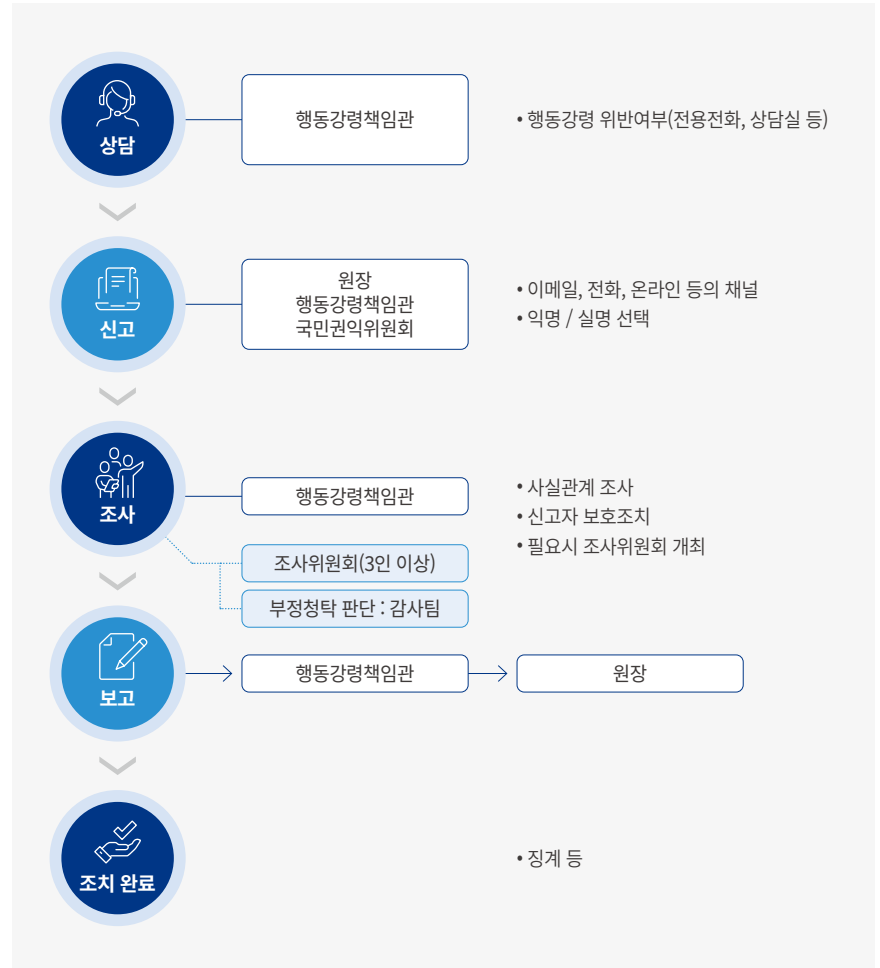 상담
행동강령책임관
• 행동강령 위반여부(전용전화, 상담실 등)
신고
원장
행동강령책임관
국민권익위원회
• 이메일, 전화, 온라인 등의 채널
• 익명 / 실명 선택
조사
행동강령책임관
• 사실관계 조사
• 신고자 보호조치
• 필요시 조사위원회 개최
조사위원회(3인 이상)
부정청탁 판단 : 감사팀
보고
행동강령책임관
원장
조치 완료
• 징계 등